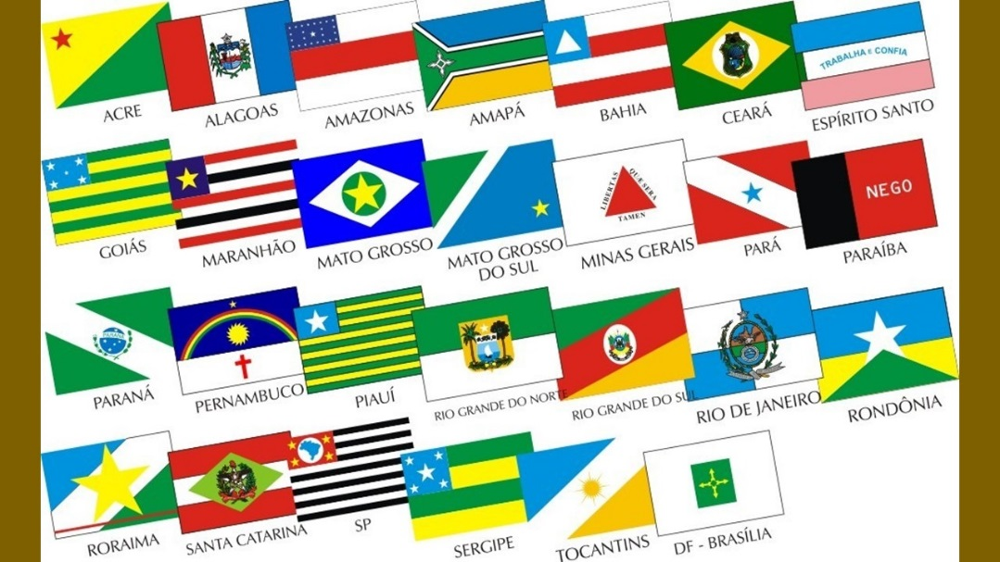 ACRE
ALAGOAS
AMAZONAS
AMAPÁ
BAHIA
CEARÁ
TRABALHA E CONFIA
ESPÍRITO SANTO
GOIÁS
MARANHÃO
MATO GROSSO
MATO GROSSO
DO SUL
LIBERTAS
QUÆ SERA
TAMEN
MINAS GERAIS
PARÁ
NEGO
PARAÍBA
PARANÁ
PARANÁ
PERNAMBUCO
PIAUÍ
RIO GRANDE DO NORTE
RIO GRANDE DO SUL
RIO DE JANEIRO
RONDÔNIA
RORAIMA
SANTA CATARINA
SP
SERGIPE
TOCANTINS
DF - BRASÍLIA